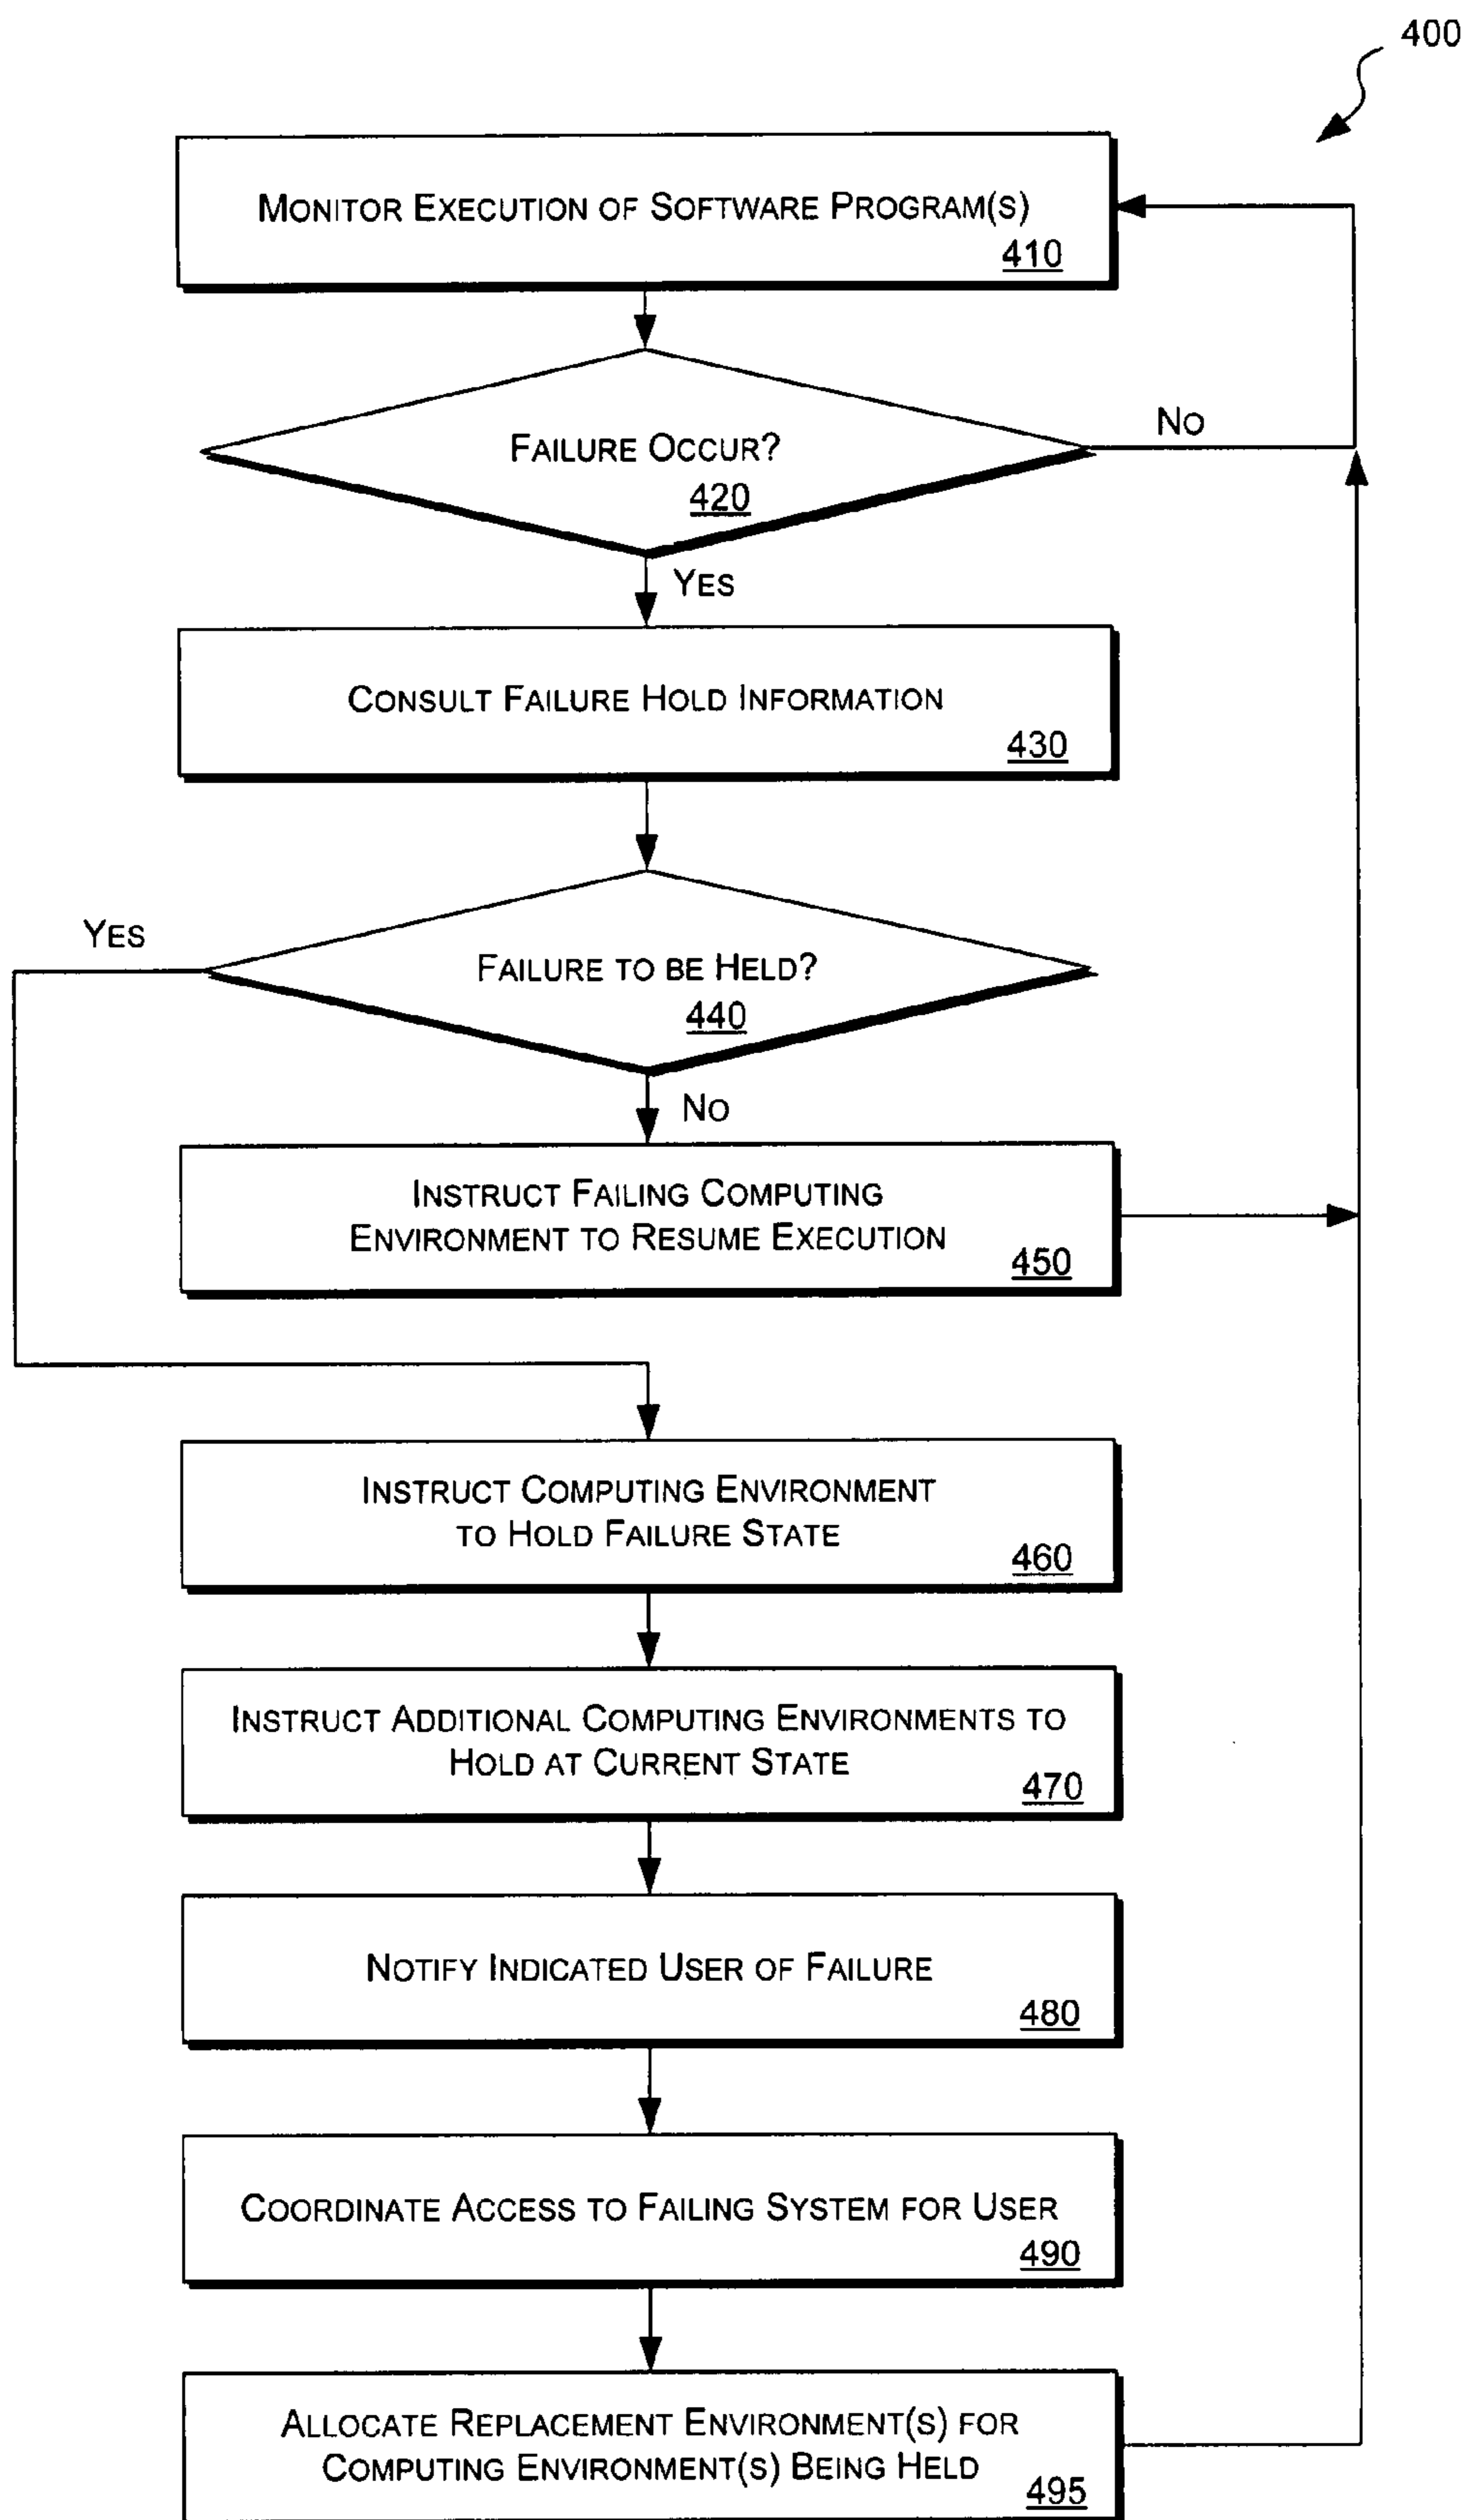 400
MONITOR EXECUTION OF SOFTWARE PROGRAM(S)
410
FAILURE OCCUR?
420
NO
YES
CONSULT FAILURE HOLD INFORMATION
430
YES
FAILURE TO BE HELD?
440
NO
INSTRUCT FAILING COMPUTING
ENVIRONMENT TO RESUME EXECUTION
450
INSTRUCT COMPUTING ENVIRONMENT
TO HOLD FAILURE STATE
460
INSTRUCT ADDITIONAL COMPUTING ENVIRONMENTS TO
HOLD AT CURRENT STATE
470
NOTIFY INDICATED USER OF FAILURE
480
COORDINATE ACCESS TO FAILING SYSTEM FOR USER
490
ALLOCATE REPLACEMENT ENVIRONMENT(S) FOR
COMPUTING ENVIRONMENT(S) BEING HELD
495